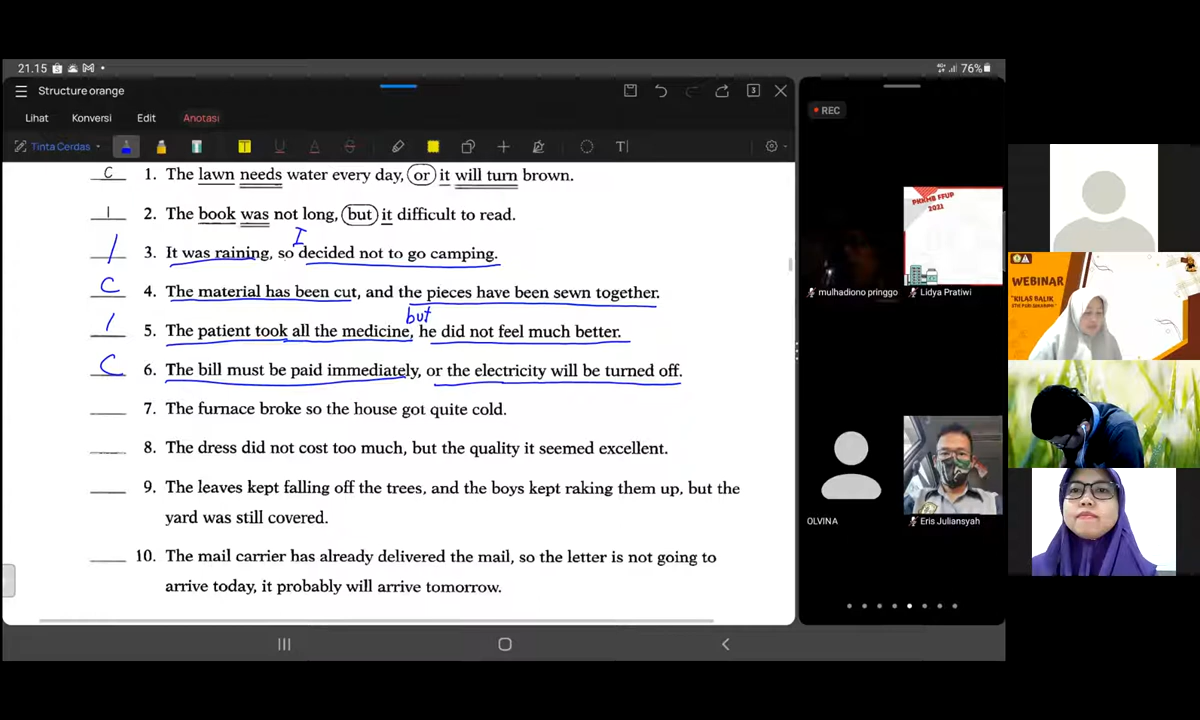 21.15
76%
Structure orange
3
Lihat Konversi Edit Anotasi
Tinta Cerdas
C 1. The lawn needs water every day, or it will turn brown.
I 2. The book was not long, but it difficult to read.
I
I 3. It was raining, so decided not to go camping.
C 4. The material has been cut, and the pieces have been sewn together.
but
I 5. The patient took all the medicine, he did not feel much better.
C 6. The bill must be paid immediately, or the electricity will be turned off.
7. The furnace broke so the house got quite cold.
8. The dress did not cost too much, but the quality it seemed excellent.
9. The leaves kept falling off the trees, and the boys kept raking them up, but the
yard was still covered.
10. The mail carrier has already delivered the mail, so the letter is not going to
arrive today, it probably will arrive tomorrow.
REC
PKKMB FFUP
2021
mulhadiono pringgo
Lidya Pratiwi
OLVINA
Eris Juliansyah
WEBINAR
"KILAS BALIK